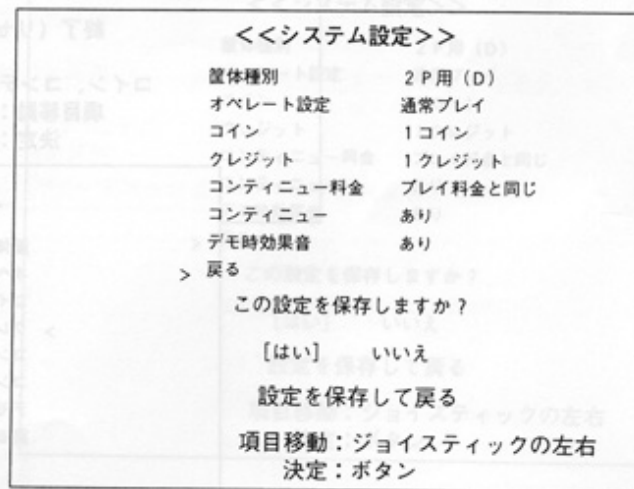 <<システム設定>>
筐体種別 2P用(D)
オペレート設定 通常プレイ
コイン 1コイン
クレジット 1クレジット
コンティニュー料金 プレイ料金と同じ
コンティニュー あり
デモ時効果音 あり
> 戻る
この設定を保存しますか?
[はい] いいえ
設定を保存して戻る
項目移動:ジョイスティックの左右
決定:ボタン